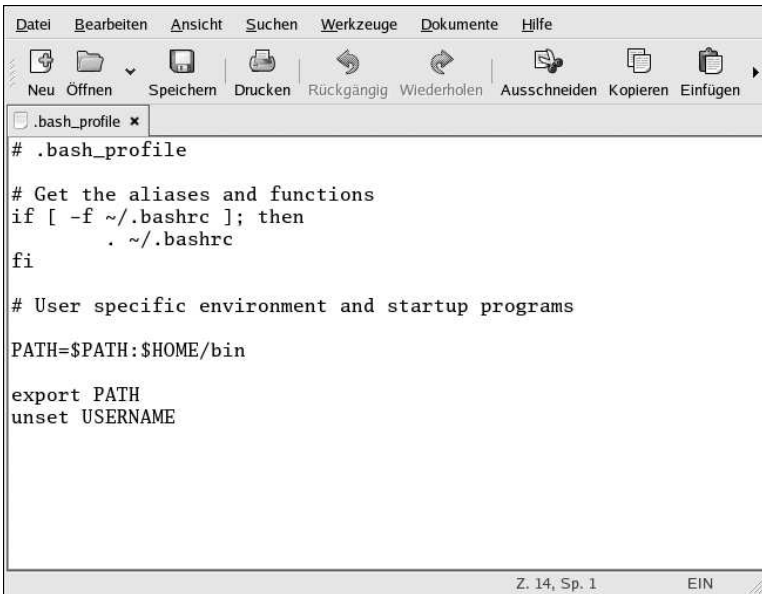 Datei Bearbeiten Ansicht Suchen Werkzeuge Dokumente Hilfe
Neu Öffnen Speichern Drucken Rückgängig Wiederholen Ausschneiden Kopieren Einfügen
.bash_profile
# .bash_profile
# Get the aliases and functions
if [ -f ~/.bashrc ]; then
        . ~/.bashrc
fi
# User specific environment and startup programs
PATH=$PATH:$HOME/bin
export PATH
unset USERNAME
Z. 14, Sp. 1 EIN